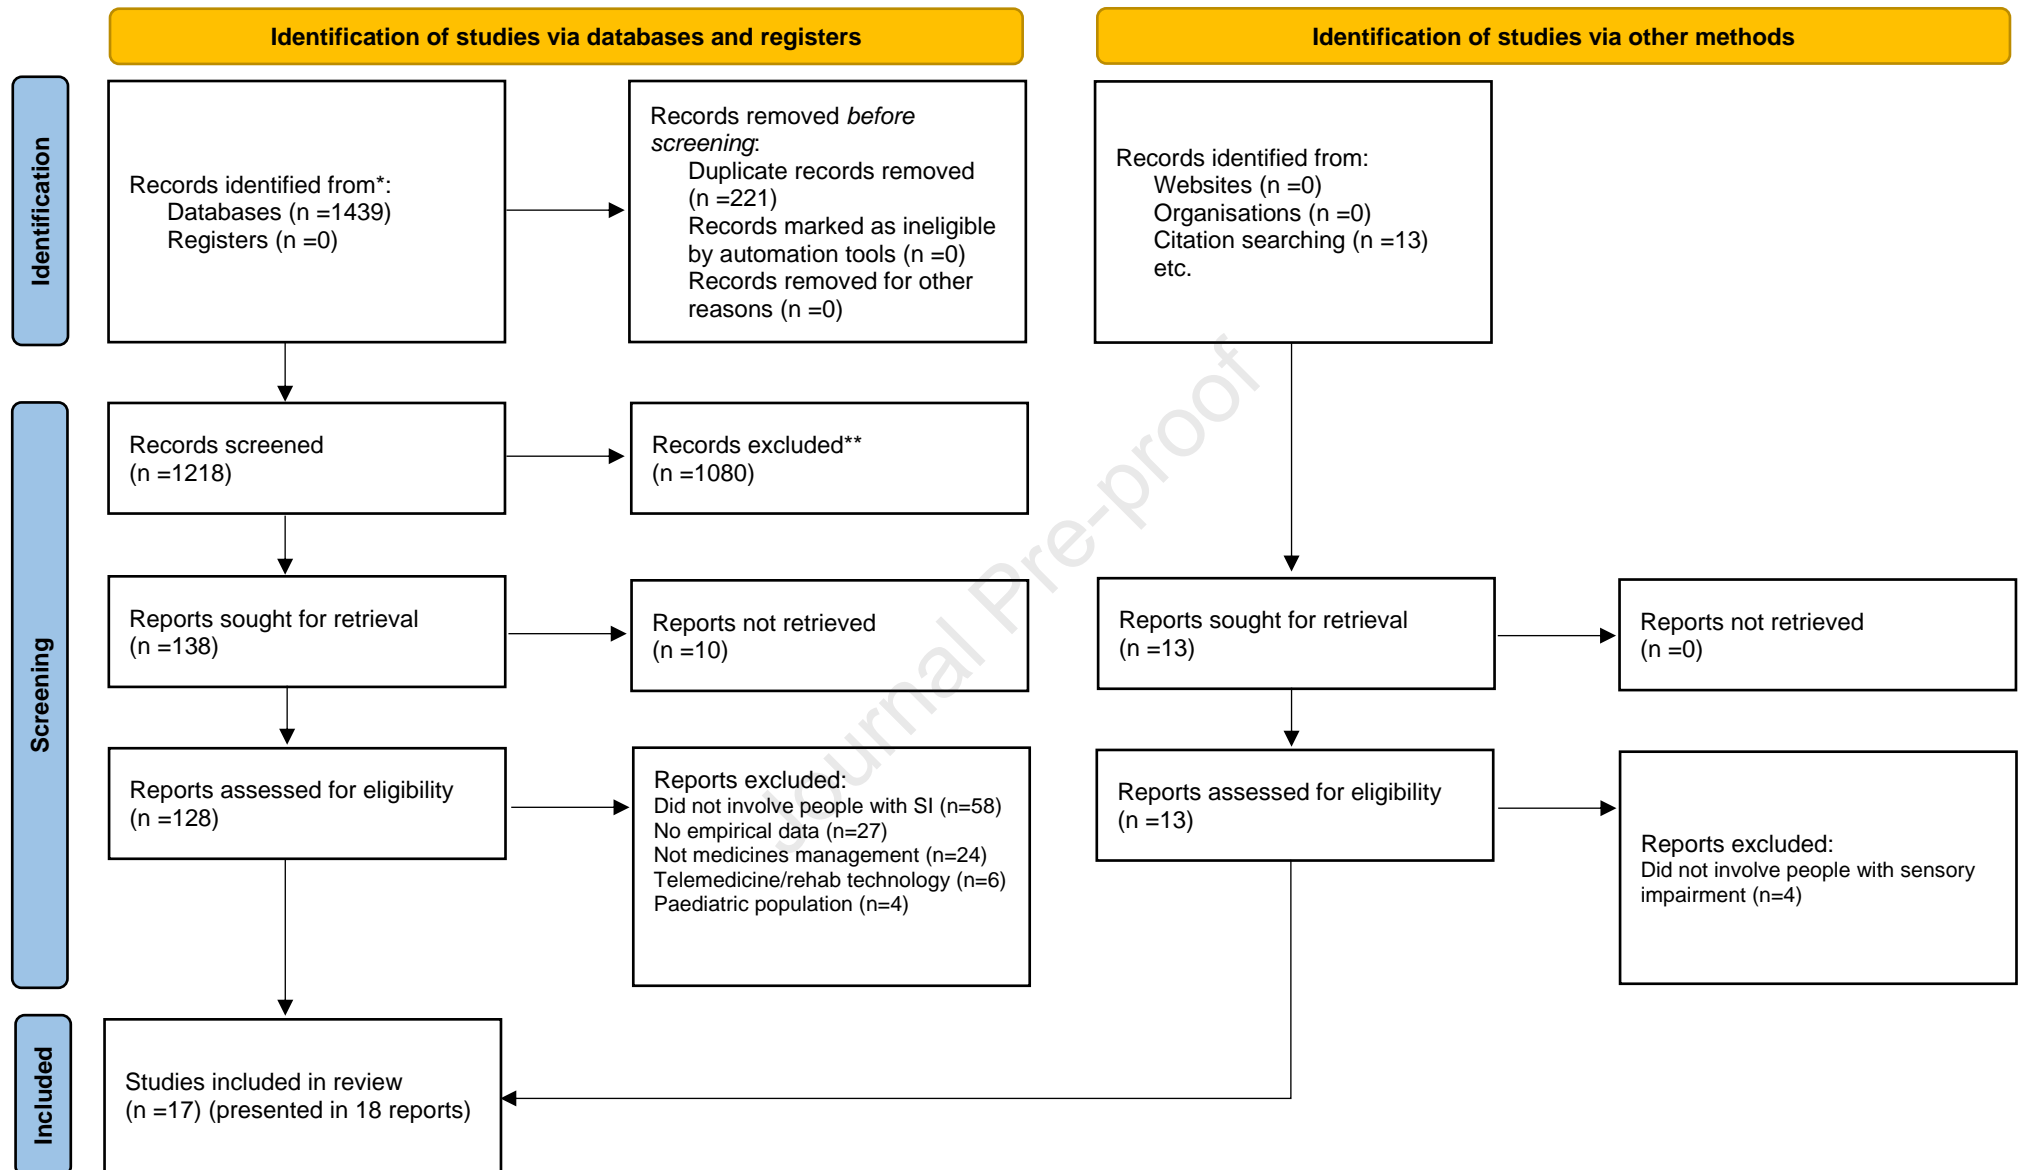 Identification of studies via databases and registers
Identification of studies via other methods
Identification
Records identified from*:
Databases (n =1439)
Registers (n =0)
Records removed before
screening:
Duplicate records removed
(n =221)
Records marked as ineligible
by automation tools (n =0)
Records removed for other
reasons (n =0)
Records identified from:
Websites (n =0)
Organisations (n =0)
Citation searching (n =13)
etc.
Screening
Records screened
(n =1218)
Records excluded**
(n =1080)
Reports sought for retrieval
(n =138)
Reports not retrieved
(n =10)
Reports sought for retrieval
(n =13)
Reports not retrieved
(n =0)
Reports assessed for eligibility
(n =128)
Reports excluded:
Did not involve people with SI (n=58)
No empirical data (n=27)
Not medicines management (n=24)
Telemedicine/rehab technology (n=6)
Paediatric population (n=4)
Reports assessed for eligibility
(n =13)
Reports excluded:
Did not involve people with sensory
impairment (n=4)
Included
Studies included in review
(n =17) (presented in 18 reports)
Journal Pre-proof